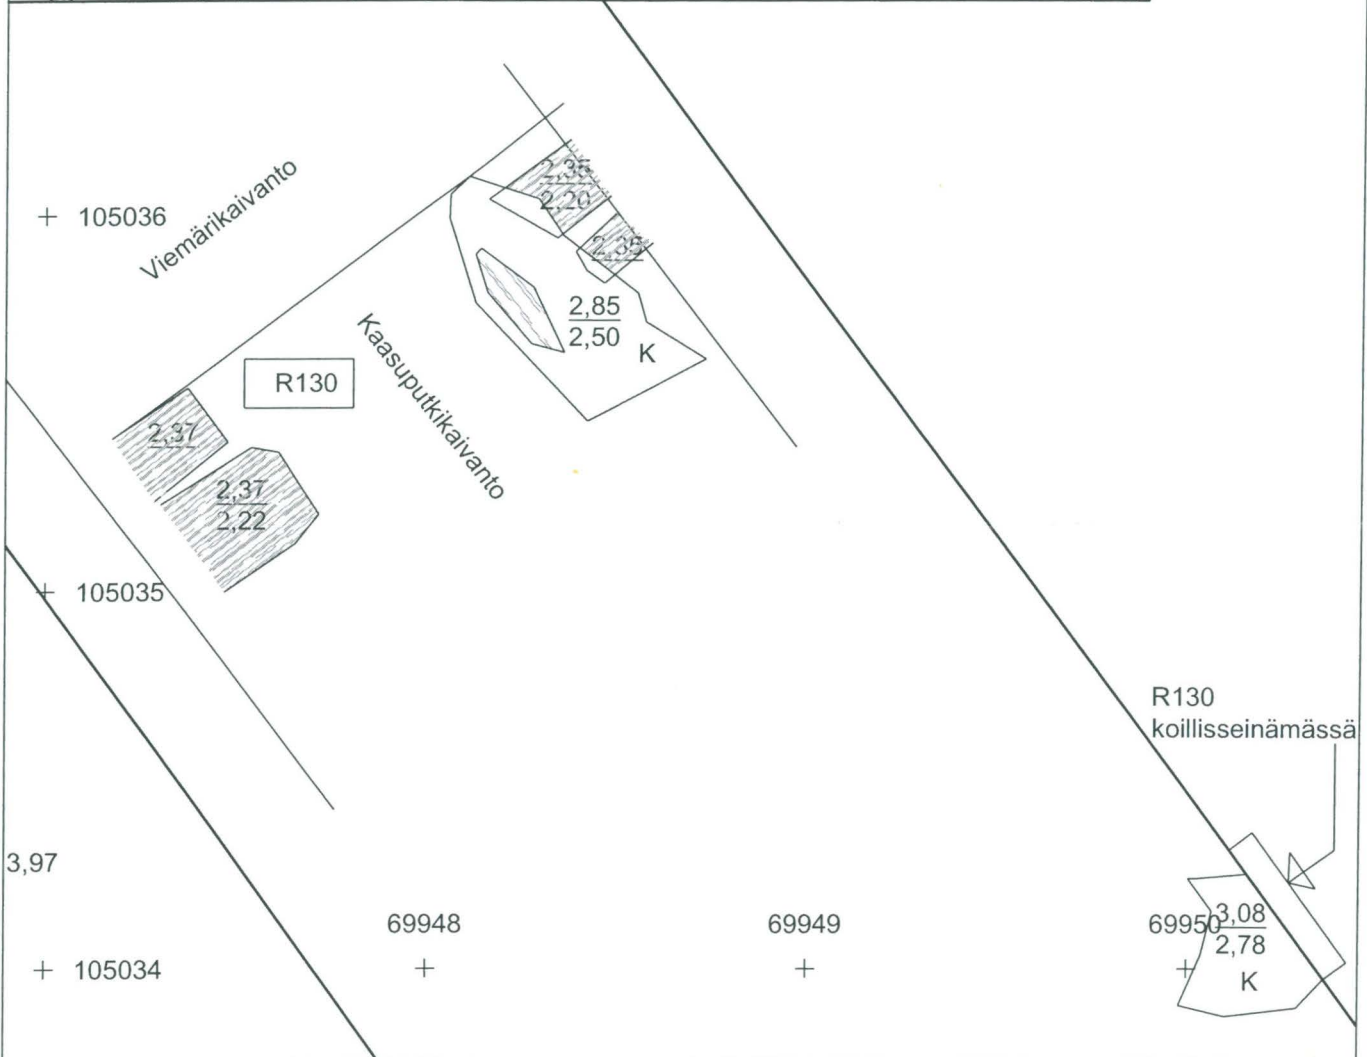 2,35
2,20
105036
Viemärikaivanto
2,35
2,85
2,50
K
Kaasuputkikaivanto
R130
2,37
2,37
2,22
105035
R130
koillisseinämässä
3,97
69948
69949
69950
3,08
2,78
K
105034